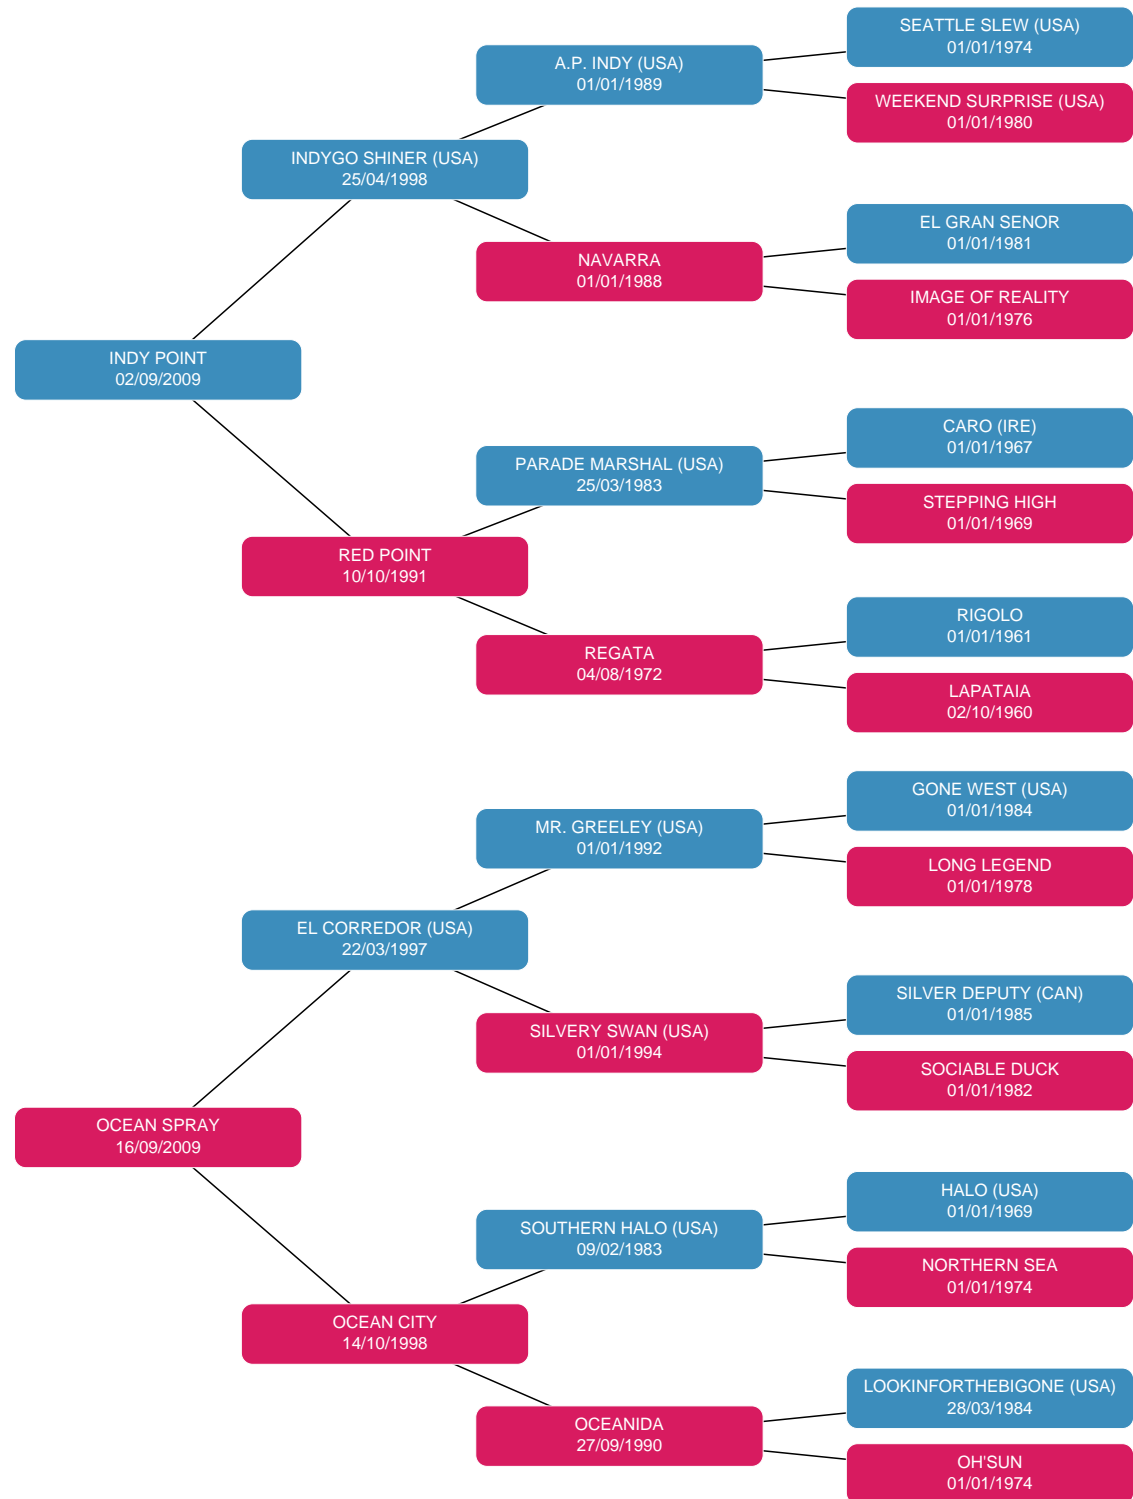 SEATTLE SLEW (USA)
01/01/1974
A.P. INDY (USA)
01/01/1989
WEEKEND SURPRISE (USA)
01/01/1980
INDYGO SHINER (USA)
25/04/1998
EL GRAN SENOR
01/01/1981
NAVARRA
01/01/1988
IMAGE OF REALITY
01/01/1976
INDY POINT
02/09/2009
CARO (IRE)
01/01/1967
PARADE MARSHAL (USA)
25/03/1983
STEPPING HIGH
01/01/1969
RED POINT
10/10/1991
RIGOLO
01/01/1961
REGATA
04/08/1972
LAPATAIA
02/10/1960
GONE WEST (USA)
01/01/1984
MR. GREELEY (USA)
01/01/1992
LONG LEGEND
01/01/1978
EL CORREDOR (USA)
22/03/1997
SILVER DEPUTY (CAN)
01/01/1985
SILVERY SWAN (USA)
01/01/1994
SOCIABLE DUCK
01/01/1982
OCEAN SPRAY
16/09/2009
HALO (USA)
01/01/1969
SOUTHERN HALO (USA)
09/02/1983
NORTHERN SEA
01/01/1974
OCEAN CITY
14/10/1998
LOOKINFORTHEBIGONE (USA)
28/03/1984
OCEANIDA
27/09/1990
OH'SUN
01/01/1974